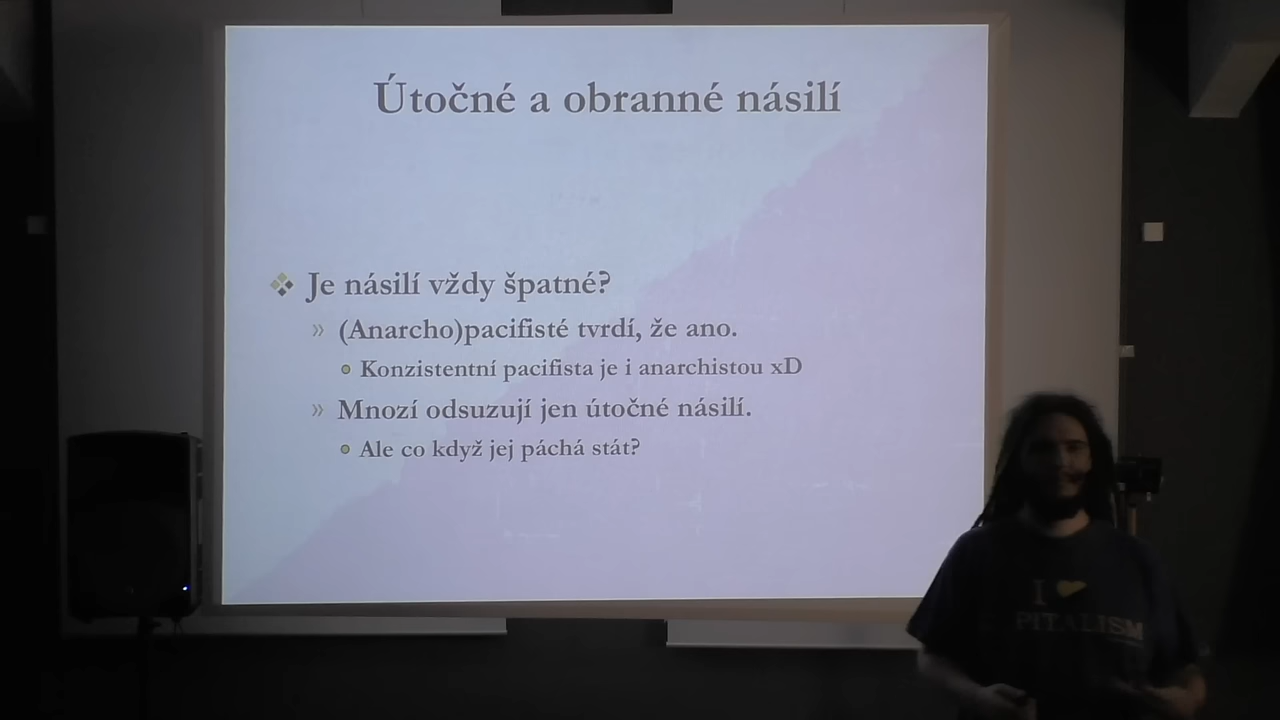 Útočné a obranné násilí
Je násilí vždy špatné?
(Anarcho)pacifisté tvrdí, že ano.
Konzistentní pacifista je i anarchistou xD
Mnozí odsuzují jen útočné násilí.
Ale co když jej páchá stát?
I
PITALISM